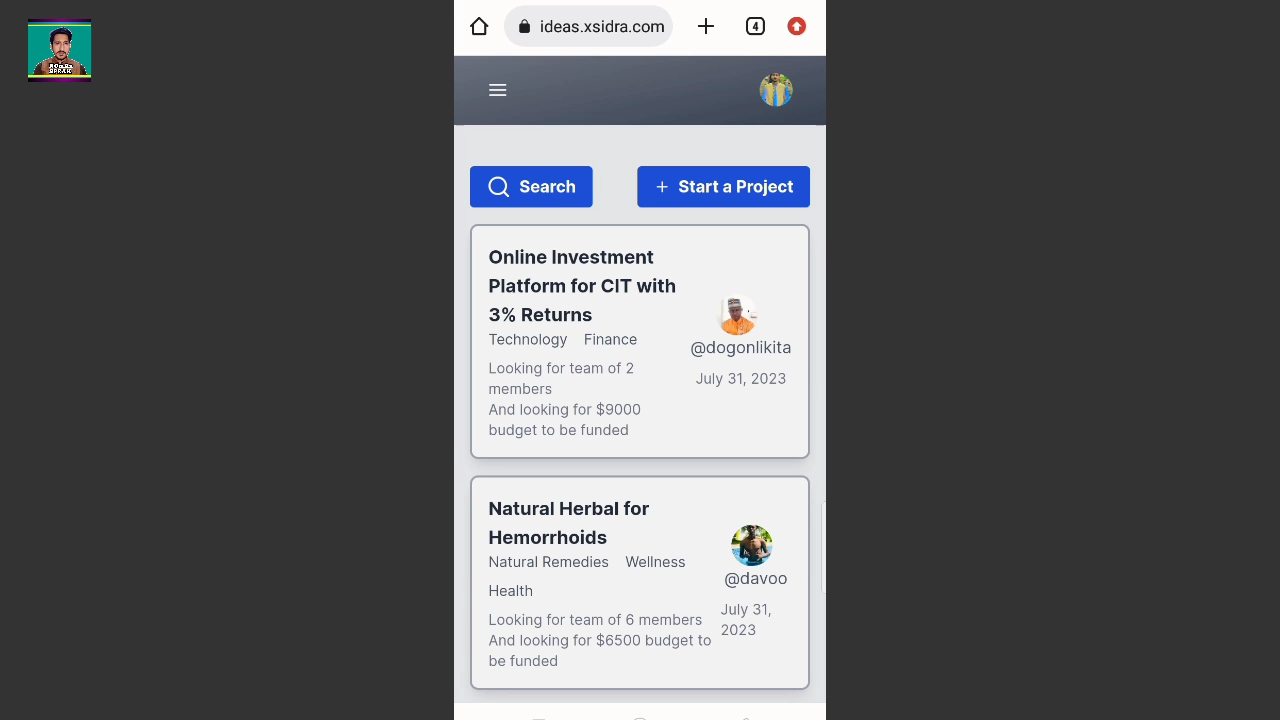 ideas.xsidra.com
4
Search
Start a Project
Online Investment
Platform for CIT with
3% Returns
Technology Finance
Looking for team of 2
members
And looking for $9000
budget to be funded
@dogonlikita
July 31, 2023
Natural Herbal for
Hemorrhoids
Natural Remedies Wellness
Health
Looking for team of 6 members
And looking for $6500 budget to
be funded
@davoo
July 31,
2023